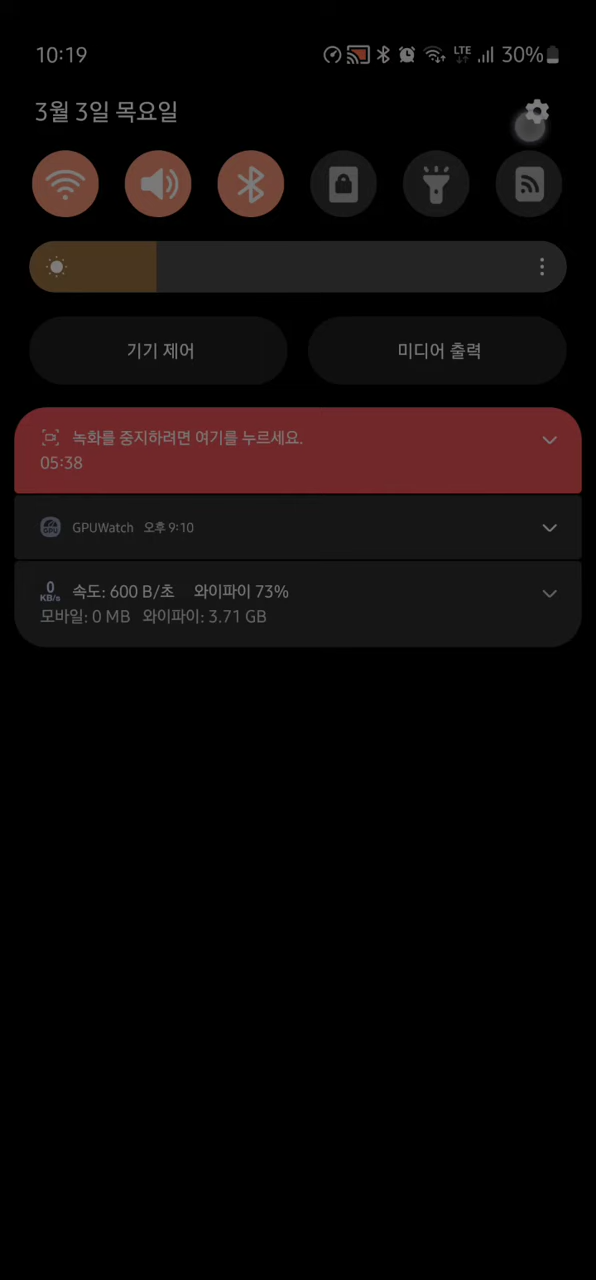 10:19 LTE 30%
3월 3일 목요일
기기 제어 미디어 출력
녹화를 중지하려면 여기를 누르세요.
05:38
GPU GPUWatch 오후 9:10
0 KB/s 속도: 600 B/초 와이파이 73%
모바일: 0 MB 와이파이: 3.71 GB